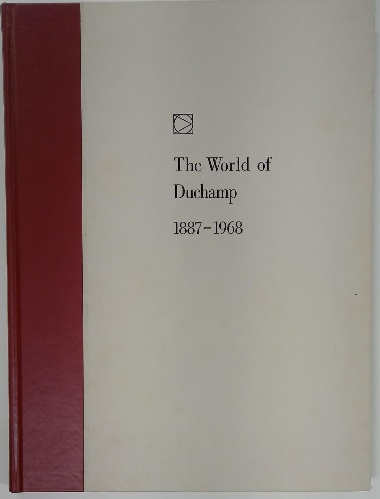 The World of
Duchamp
1887–1968